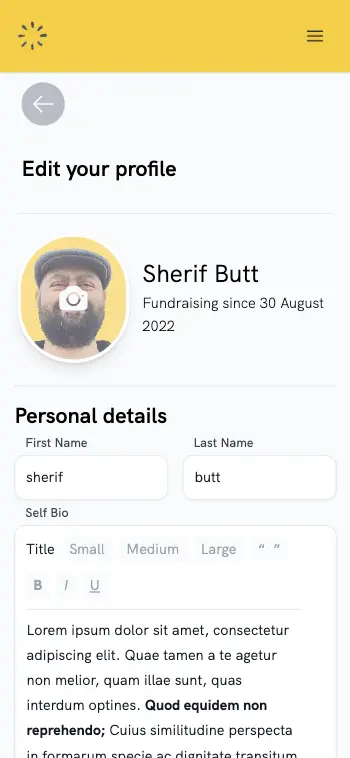 Edit your profile
Sherif Butt
Fundraising since 30 August
2022
Personal details
First Name Last Name
sherif butt
Self Bio
Title Small Medium Large “ ”
B I U
Lorem ipsum dolor sit amet, consectetur
adipiscing elit. Quae tamen a te agetur
non melior, quam illae sunt, quas
interdum optines. Quod equidem non
reprehendo; Cuius similitudine perspecta
in formarum specie ac dignitate transitum